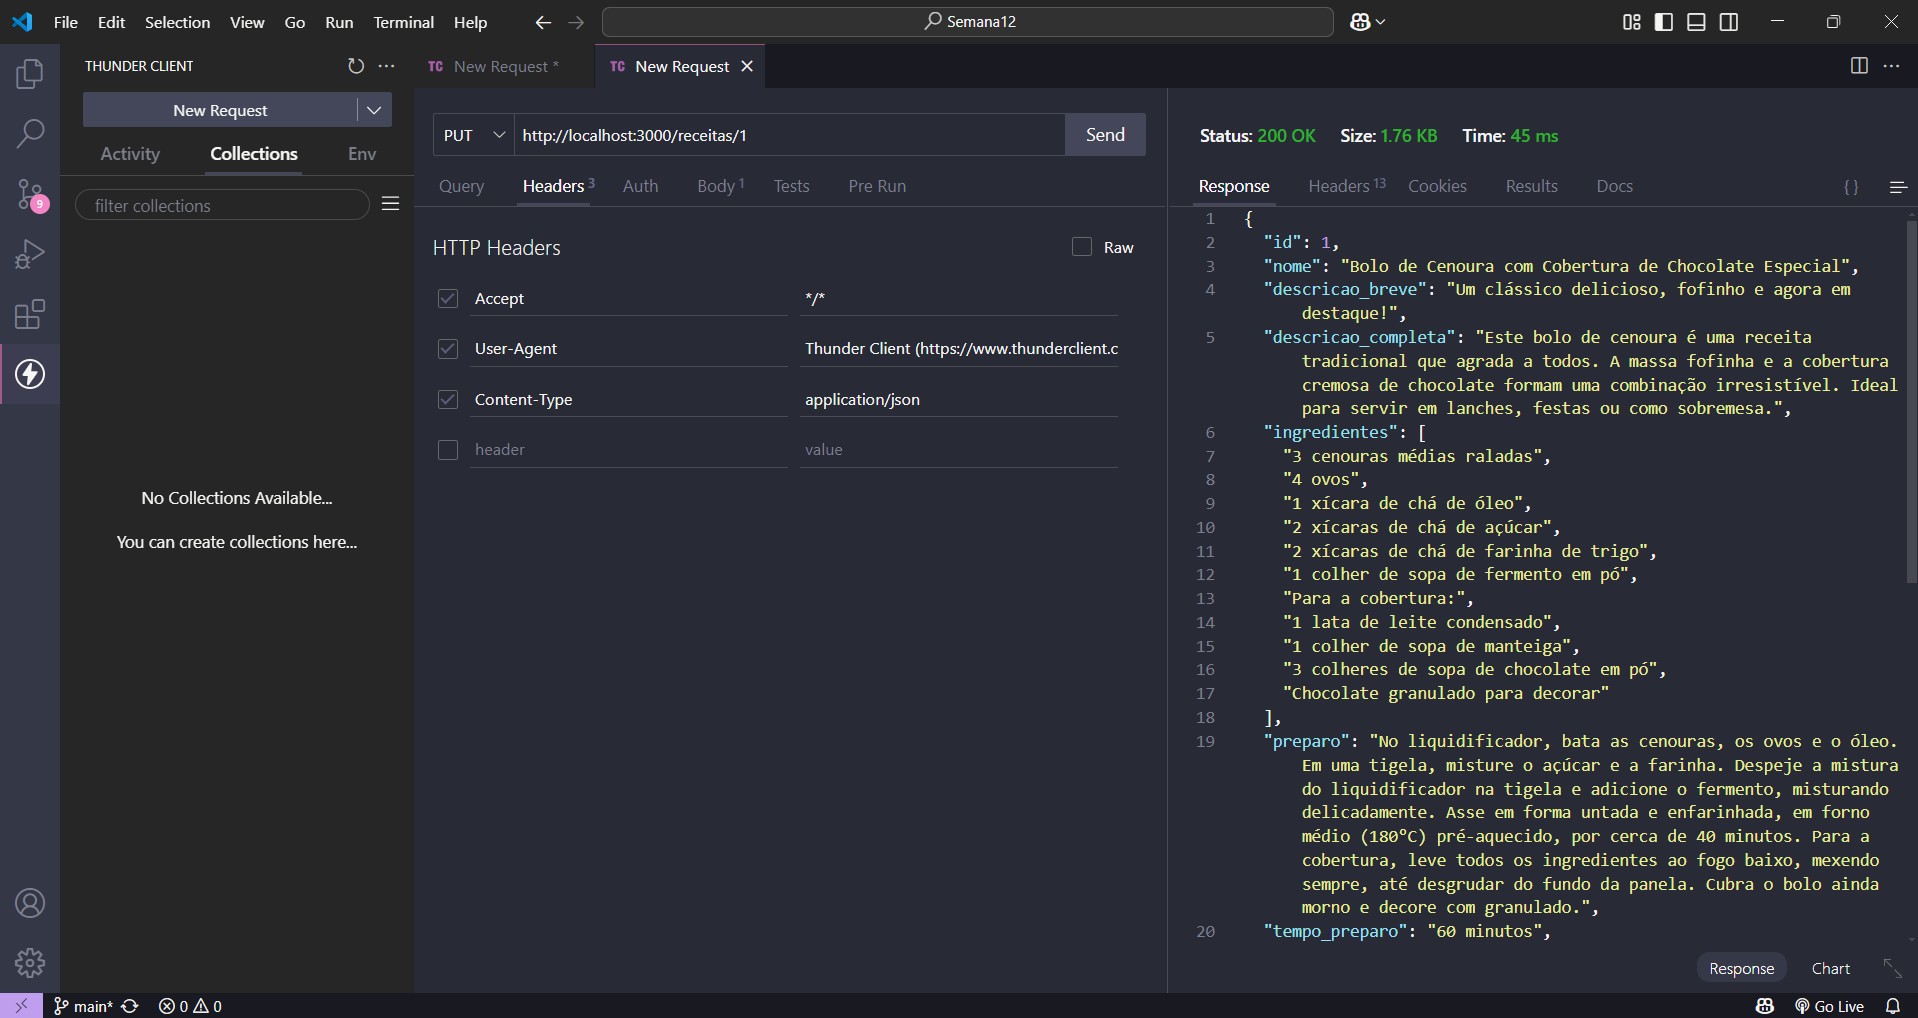 File Edit Selection View Go Run Terminal Help
Semana12
THUNDER CLIENT
New Request
Activity Collections Env
filter collections
No Collections Available...
You can create collections here...
9
TC New Request *
TC New Request
PUT http://localhost:3000/receitas/1 Send
Query Headers 3 Auth Body 1 Tests Pre Run
HTTP Headers Raw
Accept */*
User-Agent Thunder Client (https://www.thunderclient.c
Content-Type application/json
header value
Status: 200 OK Size: 1.76 KB Time: 45 ms
Response Headers 13 Cookies Results Docs { }
1 {
2 "id": 1,
3 "nome": "Bolo de Cenoura com Cobertura de Chocolate Especial",
4 "descricao_breve": "Um clássico delicioso, fofinho e agora em
destaque!",
5 "descricao_completa": "Este bolo de cenoura é uma receita
tradicional que agrada a todos. A massa fofinha e a cobertura
cremosa de chocolate formam uma combinação irresistível. Ideal
para servir em lanches, festas ou como sobremesa.",
6 "ingredientes": [
7 "3 cenouras médias raladas",
8 "4 ovos",
9 "1 xícara de chá de óleo",
10 "2 xícaras de chá de açúcar",
11 "2 xícaras de chá de farinha de trigo",
12 "1 colher de sopa de fermento em pó",
13 "Para a cobertura:",
14 "1 lata de leite condensado",
15 "1 colher de sopa de manteiga",
16 "3 colheres de sopa de chocolate em pó",
17 "Chocolate granulado para decorar"
18 ],
19 "preparo": "No liquidificador, bata as cenouras, os ovos e o óleo.
Em uma tigela, misture o açúcar e a farinha. Despeje a mistura
do liquidificador na tigela e adicione o fermento, misturando
delicadamente. Asse em forma untada e enfarinhada, em forno
médio (180°C) pré-aquecido, por cerca de 40 minutos. Para a
cobertura, leve todos os ingredientes ao fogo baixo, mexendo
sempre, até desgrudar do fundo da panela. Cubra o bolo ainda
morno e decore com granulado.",
20 "tempo_preparo": "60 minutos",
Response Chart
main* 0 0 Go Live